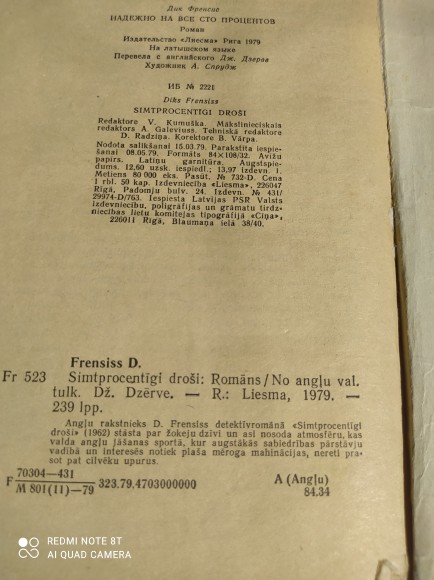 Дик Френсис
НАДЕЖНО НА ВСЕ СТО ПРОЦЕНТОВ
Роман
Издательство «Лиесма» Рига 1979
На латышском языке
Перевела с английского Дж. Дзерве
Художник А. Спрудж
ИБ № 2221
Diks Frensiss
SIMTPROCENTĪGI DROŠI
Redaktore V. Kumuška. Mākslinieciskais
redaktors A. Galeviuss. Tehniskā redaktore
D. Radziņa. Korektore B. Vārpa.
Nodota salikšanai 15.03.79. Parakstīta iespie-
šanai 08.05.79. Formāts 84×108/32. Avīžu
papīrs. Latiņu garnitūra. Augstspie-
dums. 12,60 uzsk. iespiedl.; 13,97 izdevn. l.
Metiens 80 000 eks. Pasūt. № 732-D. Cena
1 rbl. 50 kap. Izdevniecība «Liesma», 226047
Rīgā, Padomju bulv. 24. Izdevn. № 431/
29974-D/763. Iespiesta Latvijas PSR Valsts
izdevniecību, poligrāfijas un grāmatu tirdz-
niecības lietu komitejas tipogrāfijā «Cīņa»,
226011 Rīgā, Blaumaņa ielā 38/40.
Frensiss D.
Fr 523 Simtprocentīgi droši: Romāns/No angļu val.
tulk. Dž. Dzērve. — R.: Liesma, 1979. —
239 lpp.
Angļu rakstnieks D. Frensiss detektīvromānā «Simtprocentīgi
droši» (1962) stāsta par žokeju dzīvi un asi nosoda atmosfēru, kas
valda angļu jāšanas sportā, kur augstākās sabiedrības pārstāvju
vadībā un interesēs notiek plaša mēroga mahinācijas, nereti pra-
sot pat cilvēku upurus.
F 70304—431
M 801(11)—79 323.79.4703000000 A (Angļu)
84.34
REDMI NOTE 8T
AI QUAD CAMERA